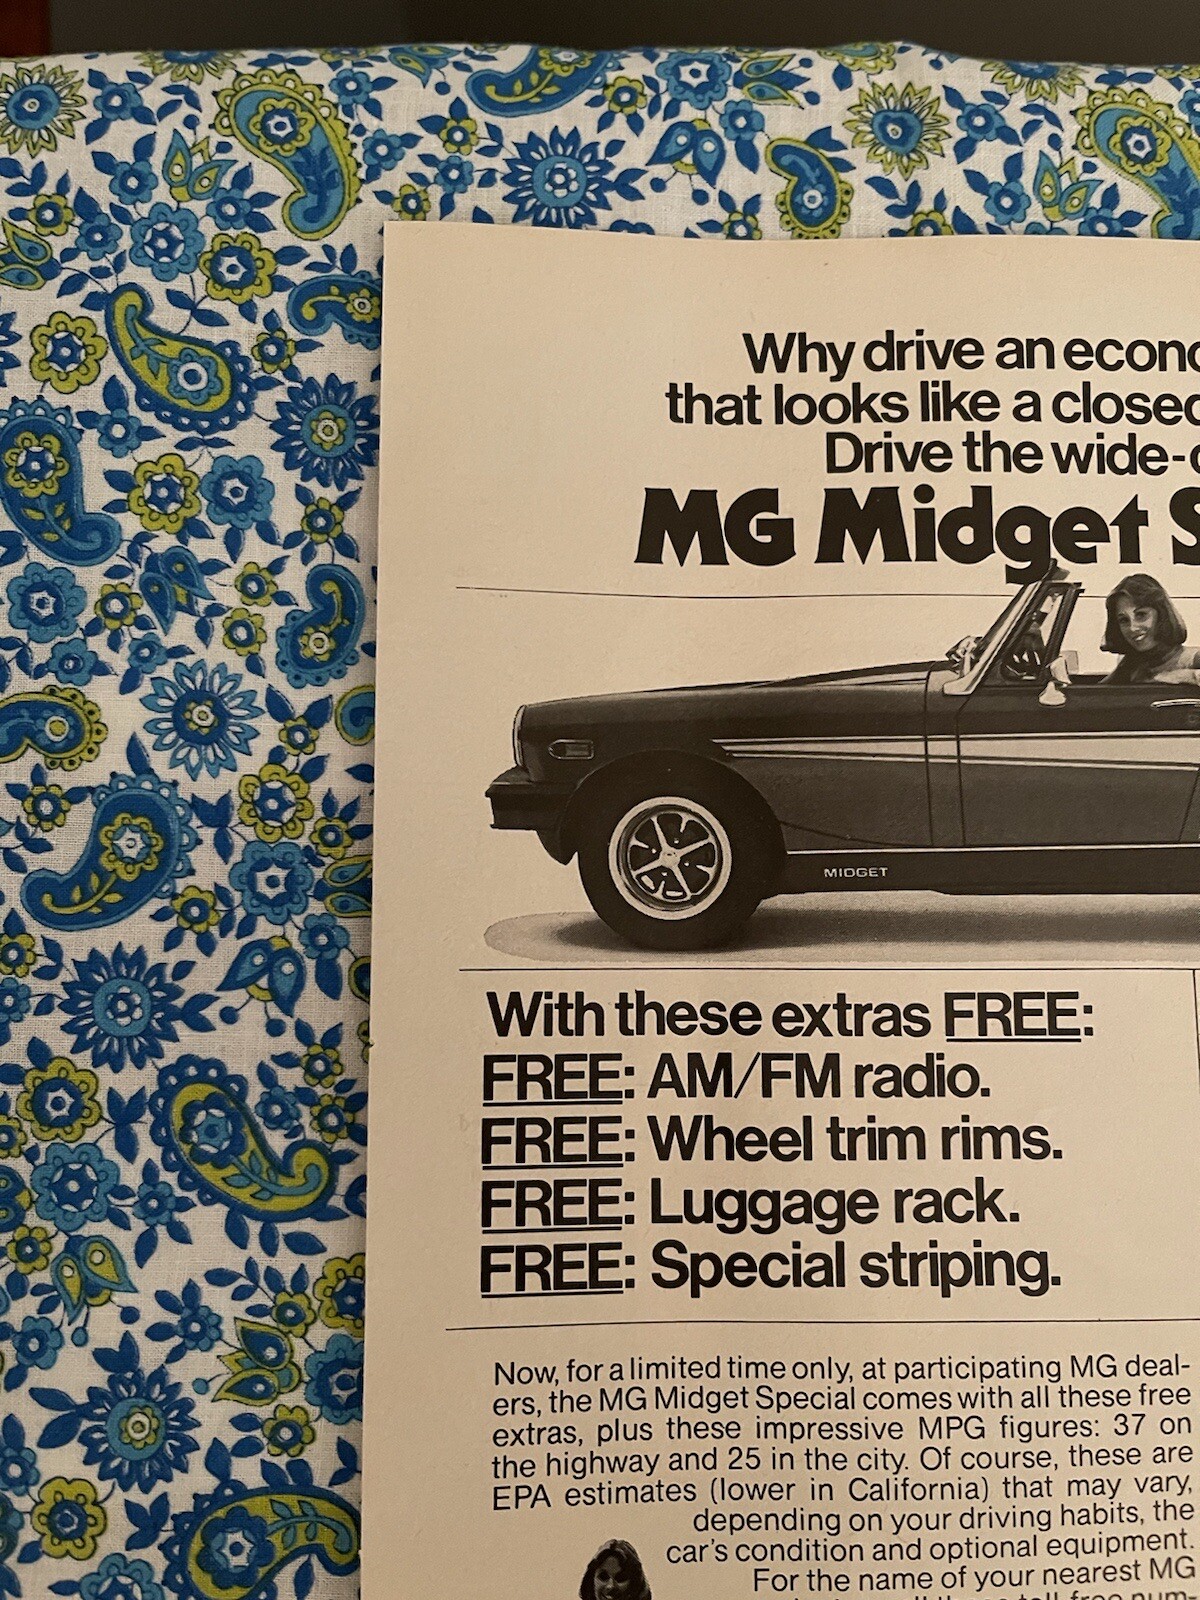 Why drive an econo
that looks like a closed
Drive the wide-o
MG Midget S
MIDGET
With these extras FREE:
FREE: AM/FM radio.
FREE: Wheel trim rims.
FREE: Luggage rack.
FREE: Special striping.
Now, for a limited time only, at participating MG deal-
ers, the MG Midget Special comes with all these free
extras, plus these impressive MPG figures: 37 on
the highway and 25 in the city. Of course, these are
EPA estimates (lower in California) that may vary,
depending on your driving habits, the
car's condition and optional equipment.
For the name of your nearest MG
toll-free num-